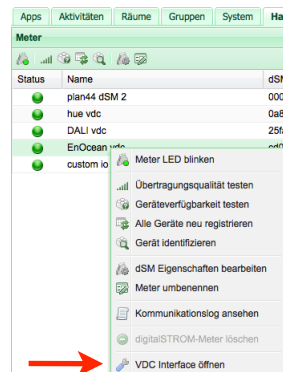 Apps Aktivitäten Räume Gruppen System Ha
Meter
Status Name dSM
plan44 dSM 2 000
hue vdc 0a8
DALI vdc 25fa
EnOcean vdc cd0
custom io
Meter LED blinken
Übertragungsqualität testen
Geräteverfügbarkeit testen
Alle Geräte neu registrieren
Gerät identifizieren
dSM Eigenschaften bearbeiten
Meter umbenennen
Kommunikationslog ansehen
digitalSTROM-Meter löschen
VDC Interface öffnen